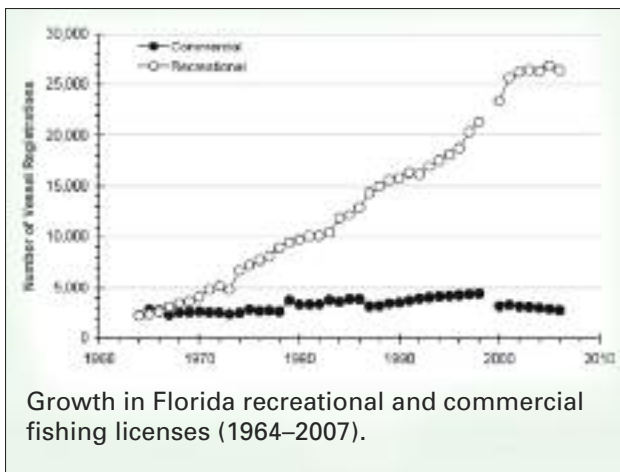 30,000
Commercial
Recreational
25,000
20,000
15,000
10,000
5,000
0
Number of Vessel Registrations
1960 1970 1980 1990 2000 2010
Growth in Florida recreational and commercial
fishing licenses (1964–2007).